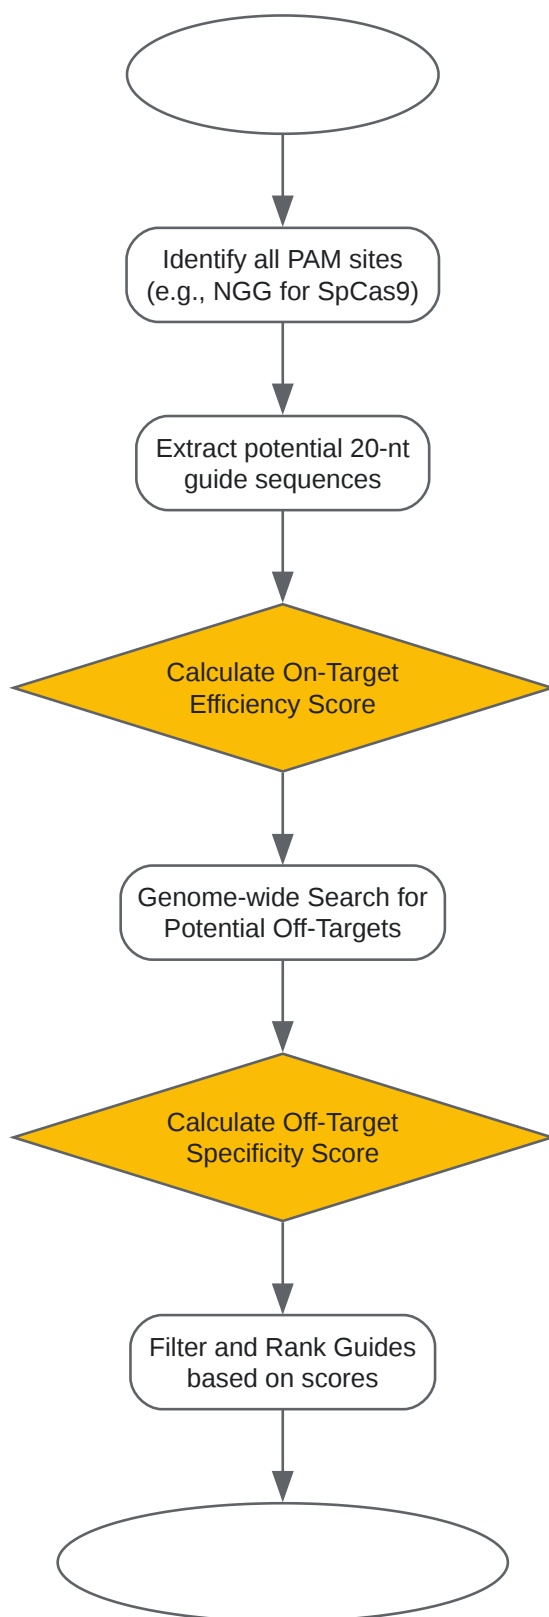 Identify all PAM sites
(e.g., NGG for SpCas9)
Extract potential 20-nt
guide sequences
Calculate On-Target
Efficiency Score
Genome-wide Search for
Potential Off-Targets
Calculate Off-Target
Specificity Score
Filter and Rank Guides
based on scores